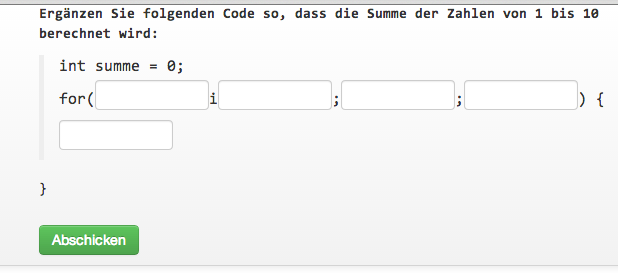 Ergänzen Sie folgenden Code so, dass die Summe der Zahlen von 1 bis 10
berechnet wird:
int summe = 0;
for( i ; ; ) {
}
Abschicken